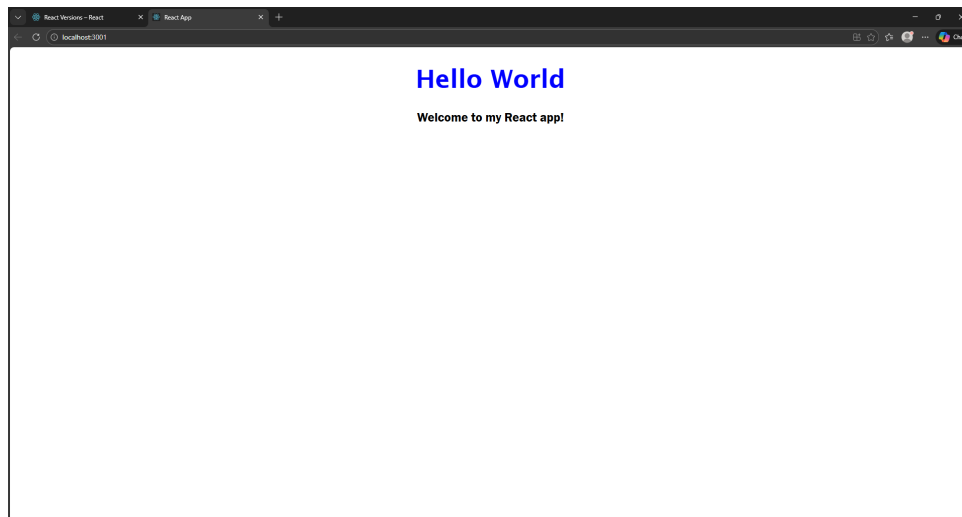 React Versions – React
React App
localhost:3001
Hello World
Welcome to my React app!